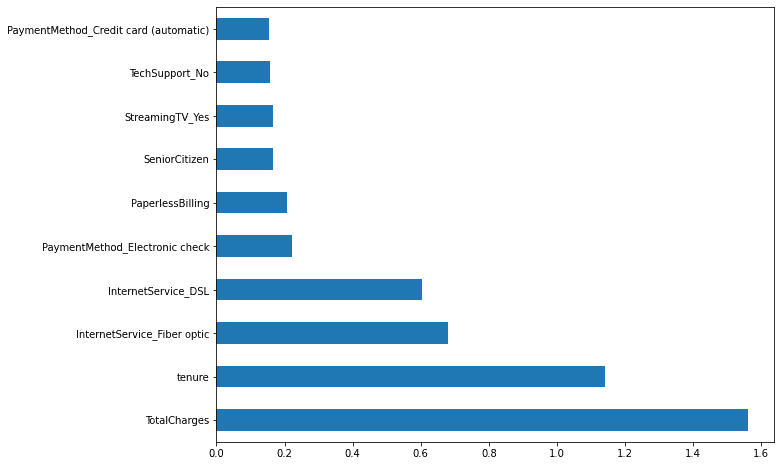 PaymentMethod_Credit card (automatic)
TechSupport_No
StreamingTV_Yes
SeniorCitizen
PaperlessBilling
PaymentMethod_Electronic check
InternetService_DSL
InternetService_Fiber optic
tenure
TotalCharges
0.0 0.2 0.4 0.6 0.8 1.0 1.2 1.4 1.6